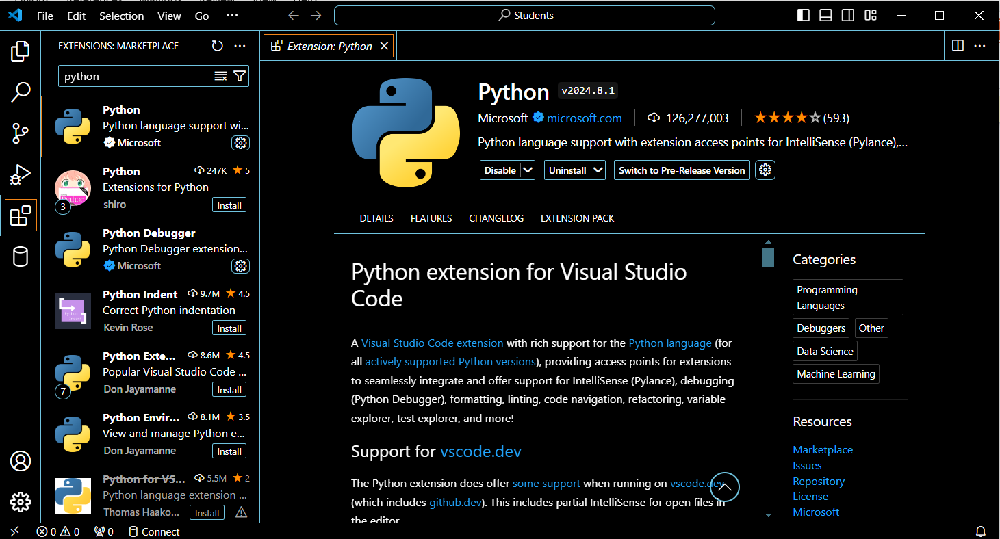 File Edit Selection View Go ···
Students
EXTENSIONS: MARKETPLACE
python
Python
Python language support wi...
Microsoft
Python 247K 5
Extensions for Python
shiro Install
3
Python
Python Debugger
Python Debugger extension...
Microsoft
Python Indent 9.7M 4.5
Correct Python indentation
Kevin Rose Install
Python Exte... 8.6M 4.5
Popular Visual Studio Code ...
Don Jayamanne Install
7
Python Envir... 8.1M 3.5
View and manage Python e...
Don Jayamanne Install
Python for VS... 5.5M 2
Python language extension ...
Thomas Haako... Install
Extension: Python
Python v2024.8.1
Microsoft microsoft.com 126,277,003 (593)
Python language support with extension access points for IntelliSense (Pylance),...
Disable Uninstall Switch to Pre-Release Version
DETAILS FEATURES CHANGELOG EXTENSION PACK
Python extension for Visual Studio
Code
A Visual Studio Code extension with rich support for the Python language (for
all actively supported Python versions), providing access points for extensions
to seamlessly integrate and offer support for IntelliSense (Pylance), debugging
(Python Debugger), formatting, linting, code navigation, refactoring, variable
explorer, test explorer, and more!
Support for vscode.dev
The Python extension does offer some support when running on vscode.dev
(which includes github.dev). This includes partial IntelliSense for open files in
the editor.
Categories
Programming
Languages
Debuggers Other
Data Science
Machine Learning
Resources
Marketplace
Issues
Repository
License
Microsoft
0 0 0 Connect